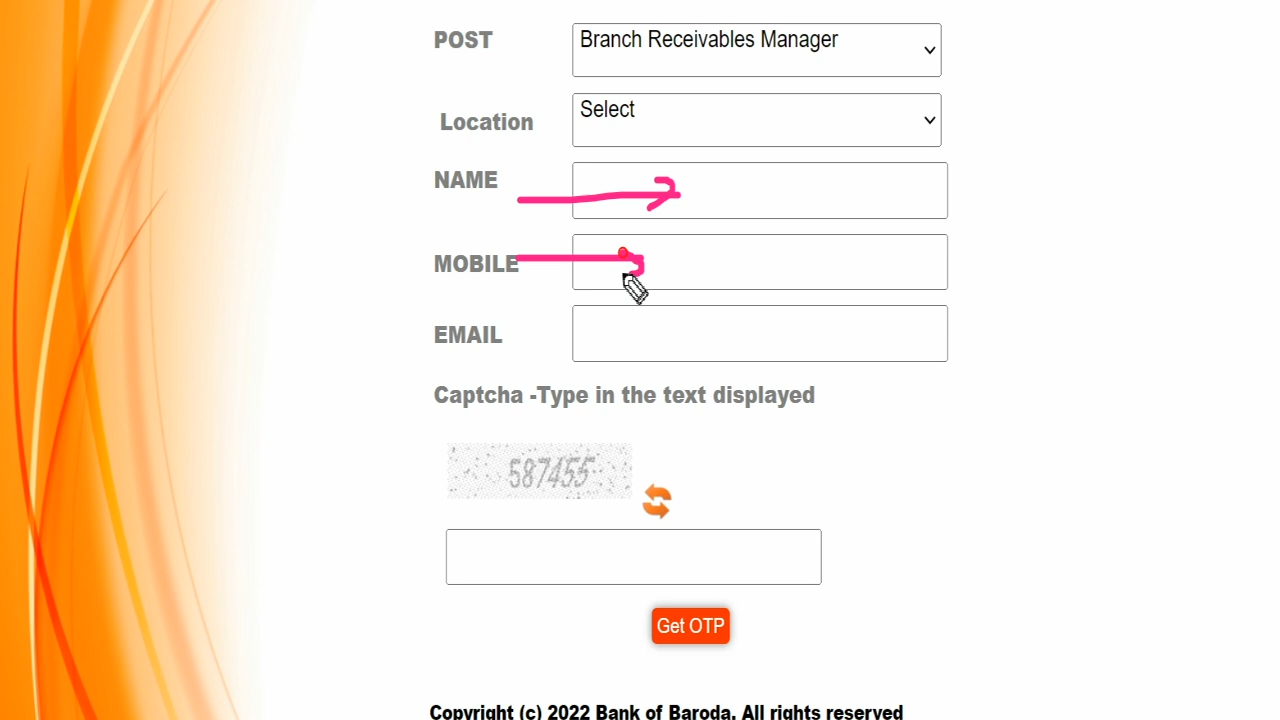 POST Branch Receivables Manager
Location Select
NAME
MOBILE
EMAIL
Captcha -Type in the text displayed
587455
Get OTP
Copyright (c) 2022 Bank of Baroda. All rights reserved